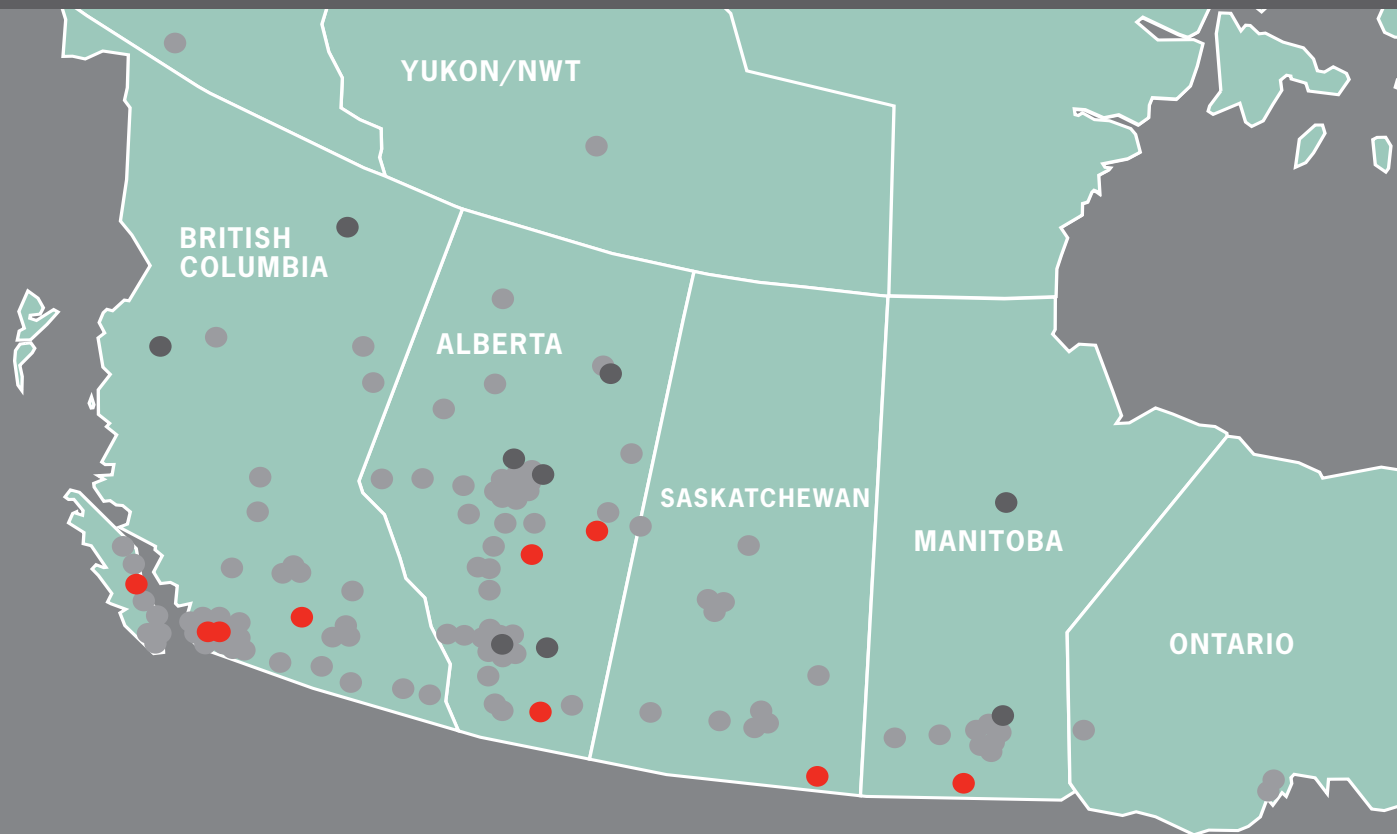 YUKON/NWT
BRITISH
COLUMBIA
ALBERTA
SASKATCHEWAN
MANITOBA
ONTARIO